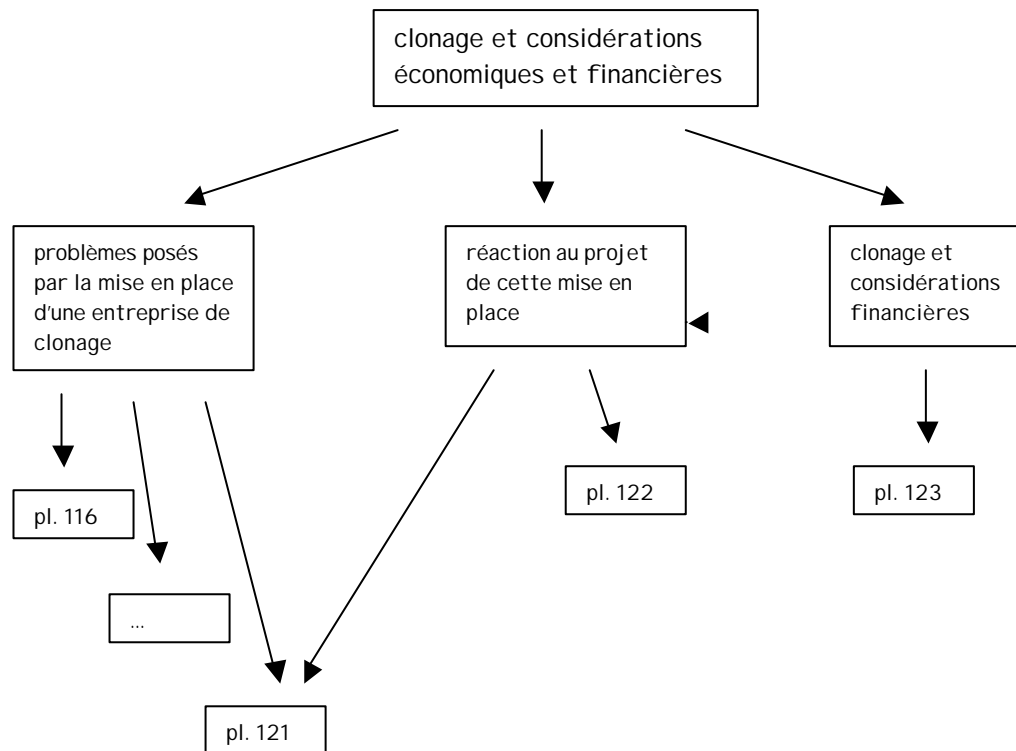 clonage et considérations
économiques et financières
problèmes posés
par la mise en place
d'une entreprise de
clonage
réaction au projet
de cette mise en
place
clonage et
considérations
financières
pl. 116
pl. 122
pl. 123
...
pl. 121